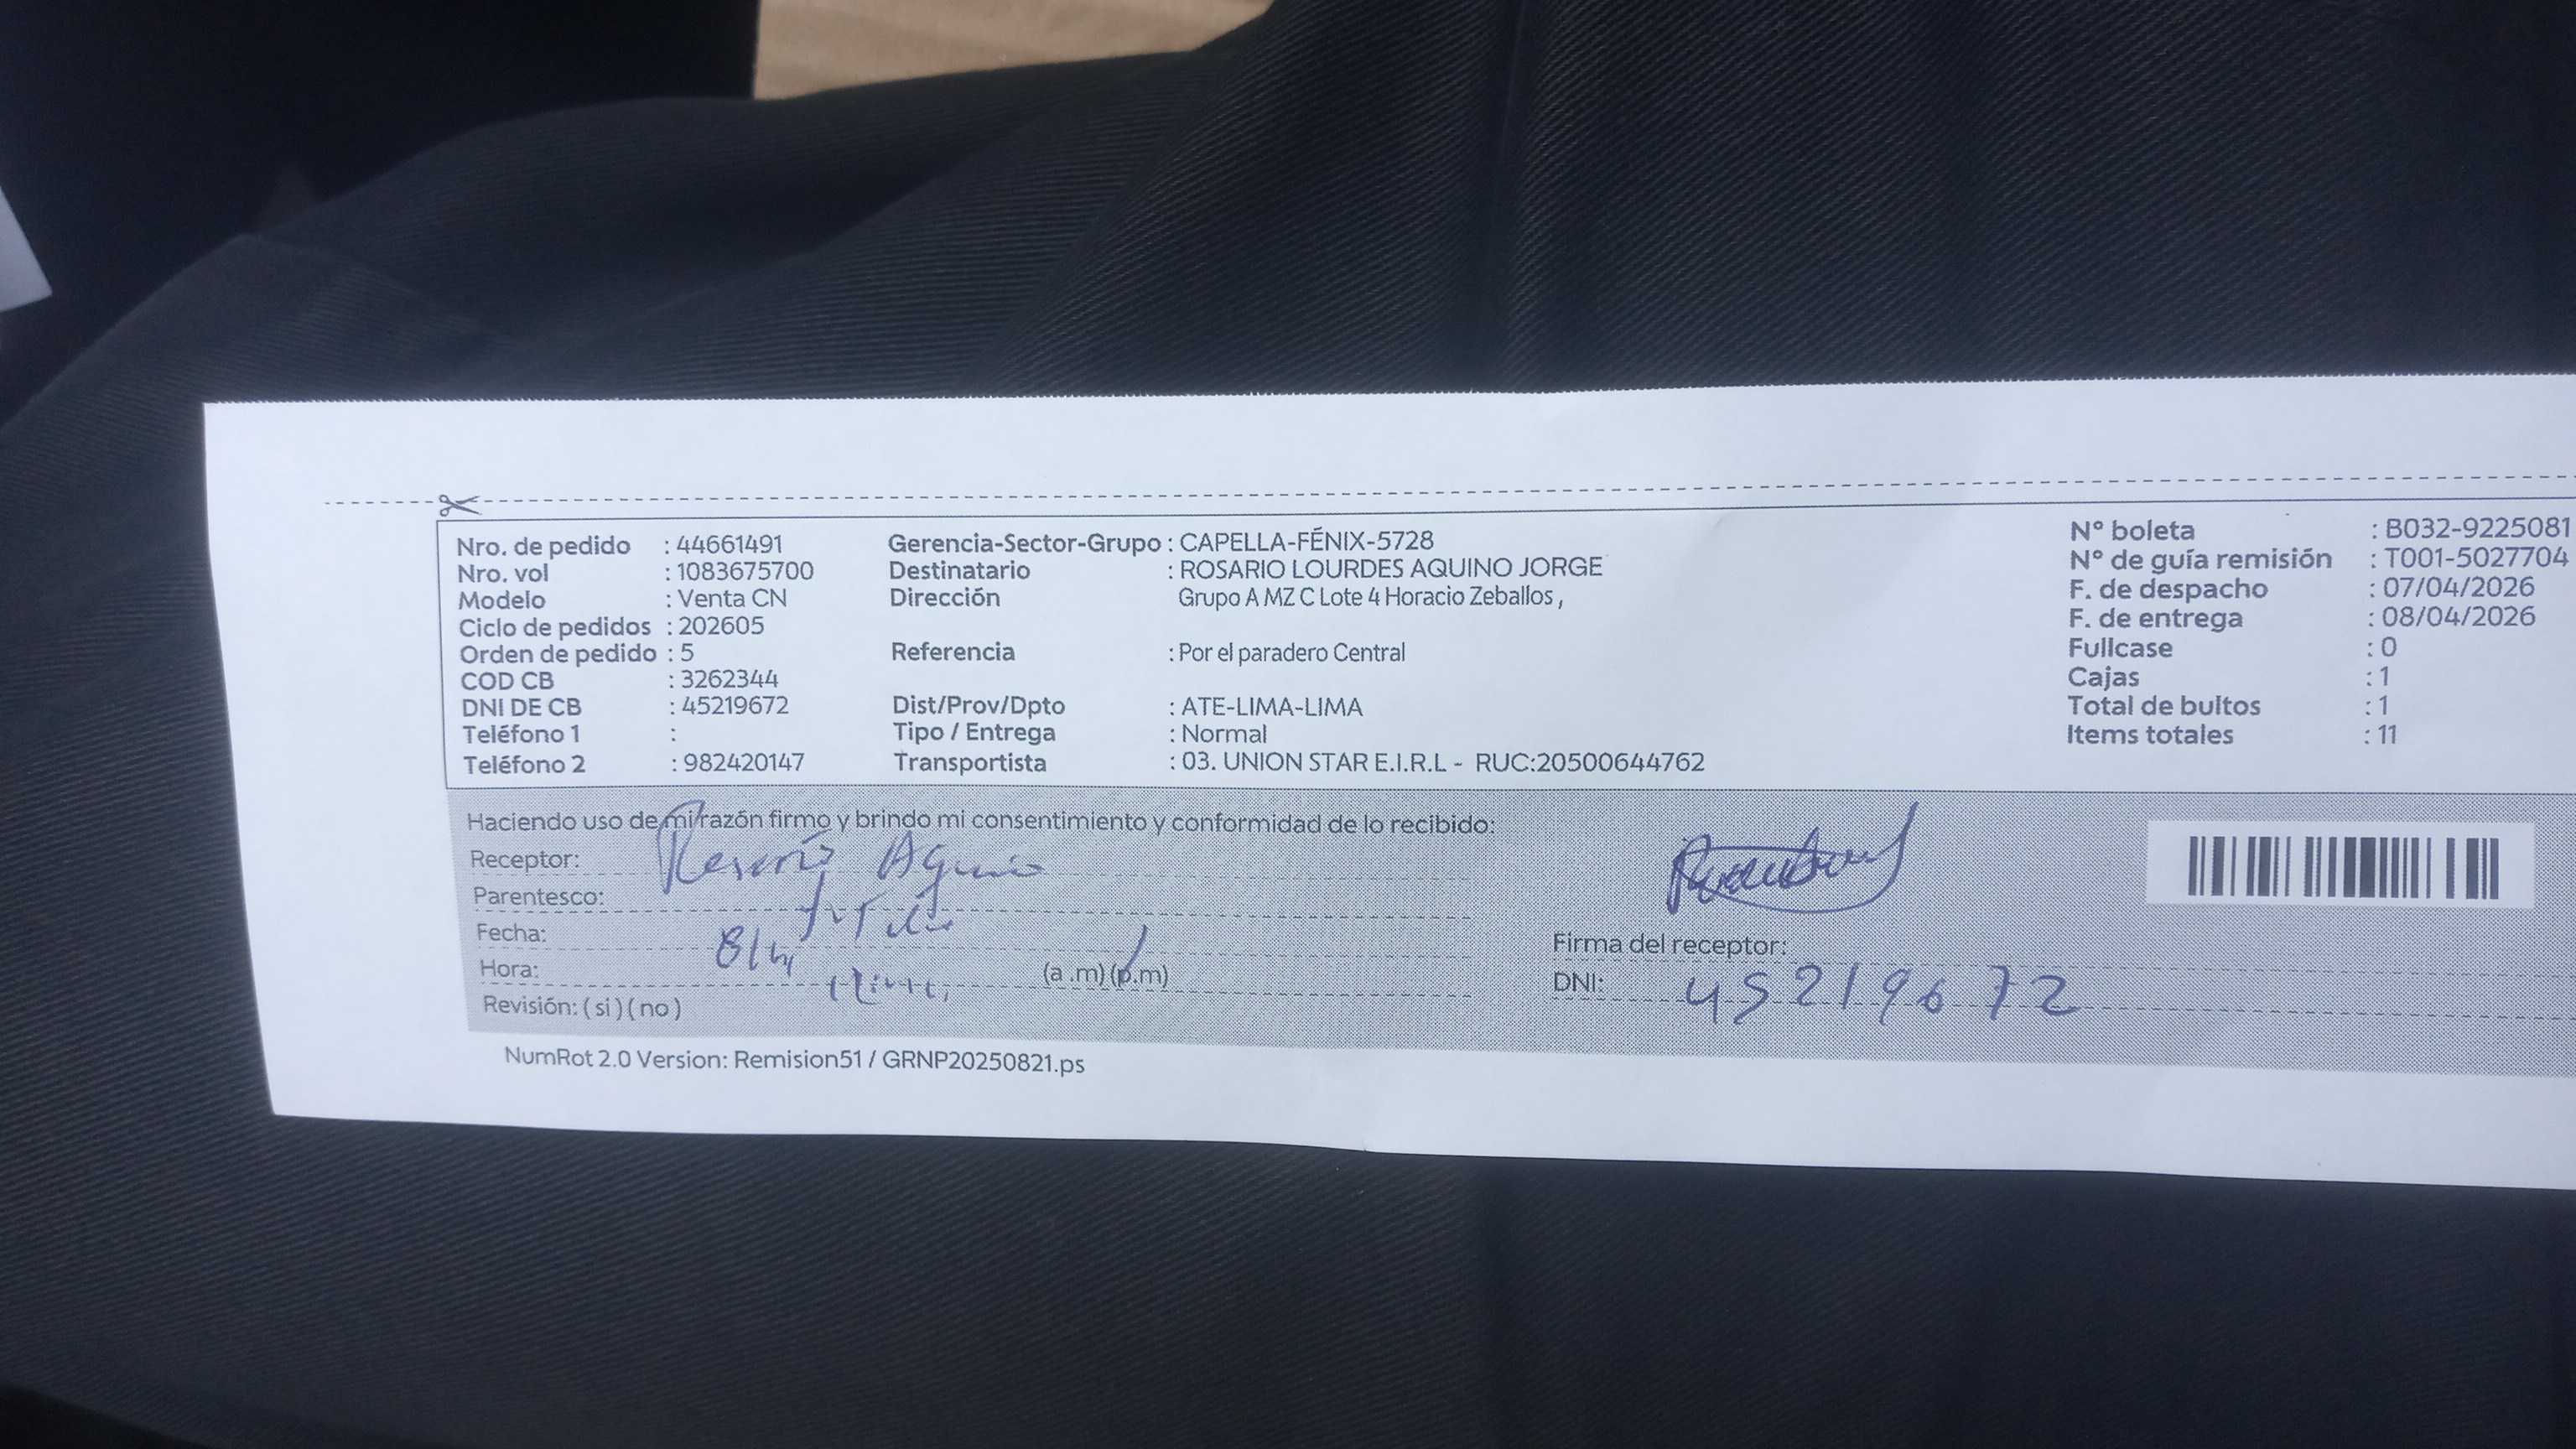 Nro. de pedido : 44661491
Nro. vol : 1083675700
Modelo : Venta CN
Ciclo de pedidos : 202605
Orden de pedido : 5
COD CB : 3262344
DNI DE CB : 45219672
Teléfono 1 :
Teléfono 2 : 982420147
Gerencia-Sector-Grupo : CAPELLA-FÉNIX-5728
Destinatario : ROSARIO LOURDES AQUINO JORGE
Dirección Grupo A MZ C Lote 4 Horacio Zeballos ,
Referencia : Por el paradero Central
Dist/Prov/Dpto : ATE-LIMA-LIMA
Tipo / Entrega : Normal
Transportista : 03. UNION STAR E.I.R.L - RUC:20500644762
N° boleta : B032-9225081
N° de guía remisión : T001-5027704
F. de despacho : 07/04/2026
F. de entrega : 08/04/2026
Fullcase : 0
Cajas : 1
Total de bultos : 1
Items totales : 11
Haciendo uso de mi razón firmo y brindo mi consentimiento y conformidad de lo recibido:
Receptor: Rosario Aquino
Parentesco:
Fecha:
Hora: (a .m) (p.m)
Revisión: ( si ) ( no )
Firma del receptor:
DNI: 45219672
NumRot 2.0 Version: Remision51 / GRNP20250821.ps